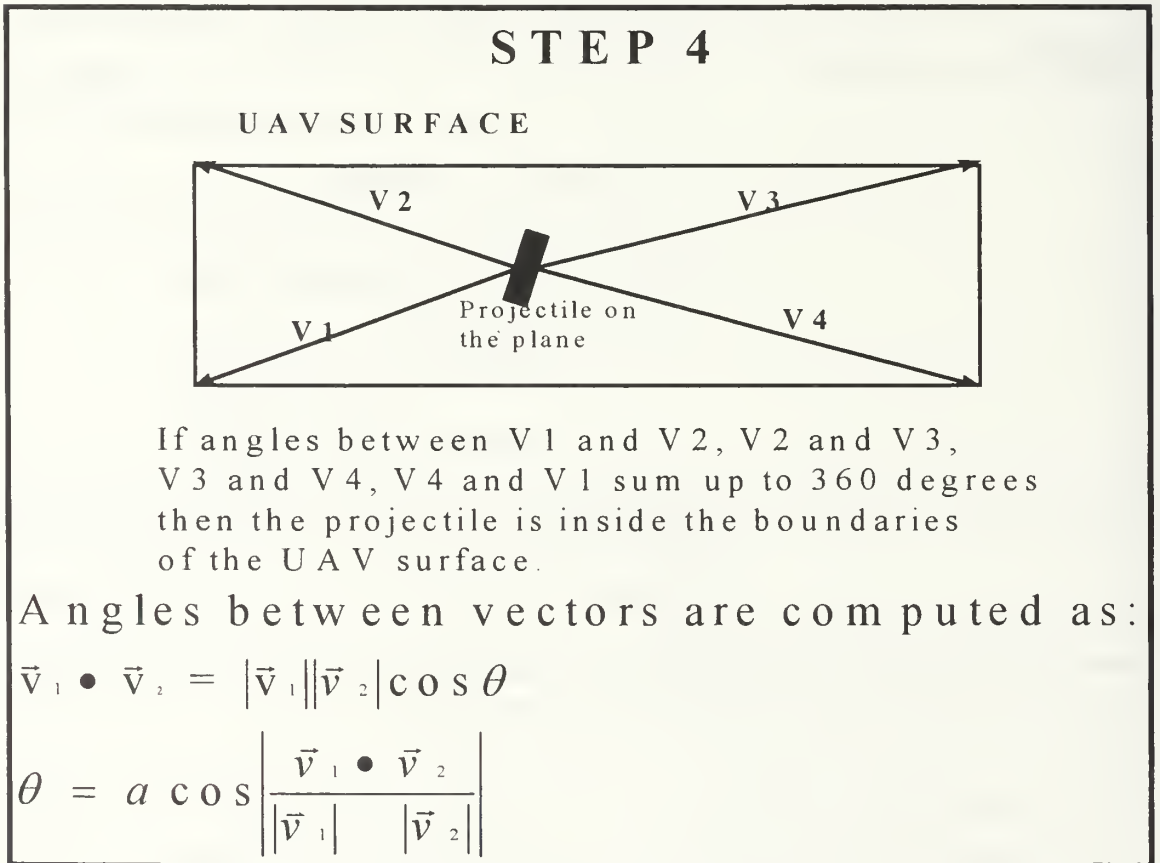 STEP 4
UAV SURFACE
V2
V3
Projectile on
the plane
V1
V4
If angles between V1 and V2, V2 and V3,
V3 and V4, V4 and V1 sum up to 360 degrees
then the projectile is inside the boundaries
of the UAV surface.
Angles between vectors are computed as:
v⃗₁ • v⃗₂ = |v⃗₁||v⃗₂|cosθ
θ = acos|v⃗₁ • v⃗₂ / |v⃗₁| |v⃗₂||